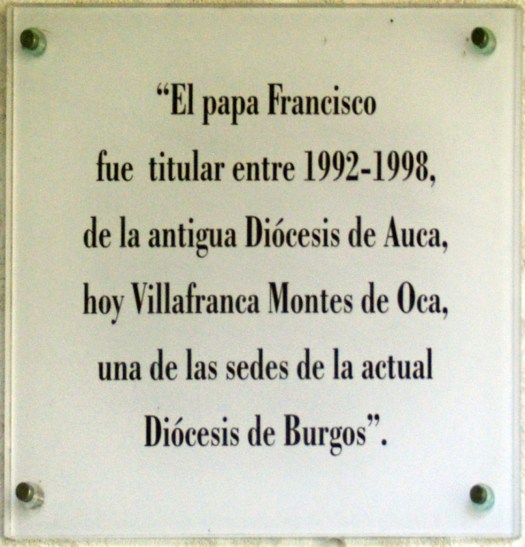 “El papa Francisco
fue titular entre 1992-1998,
de la antigua Diócesis de Auca,
hoy Villafranca Montes de Oca,
una de las sedes de la actual
Diócesis de Burgos”.